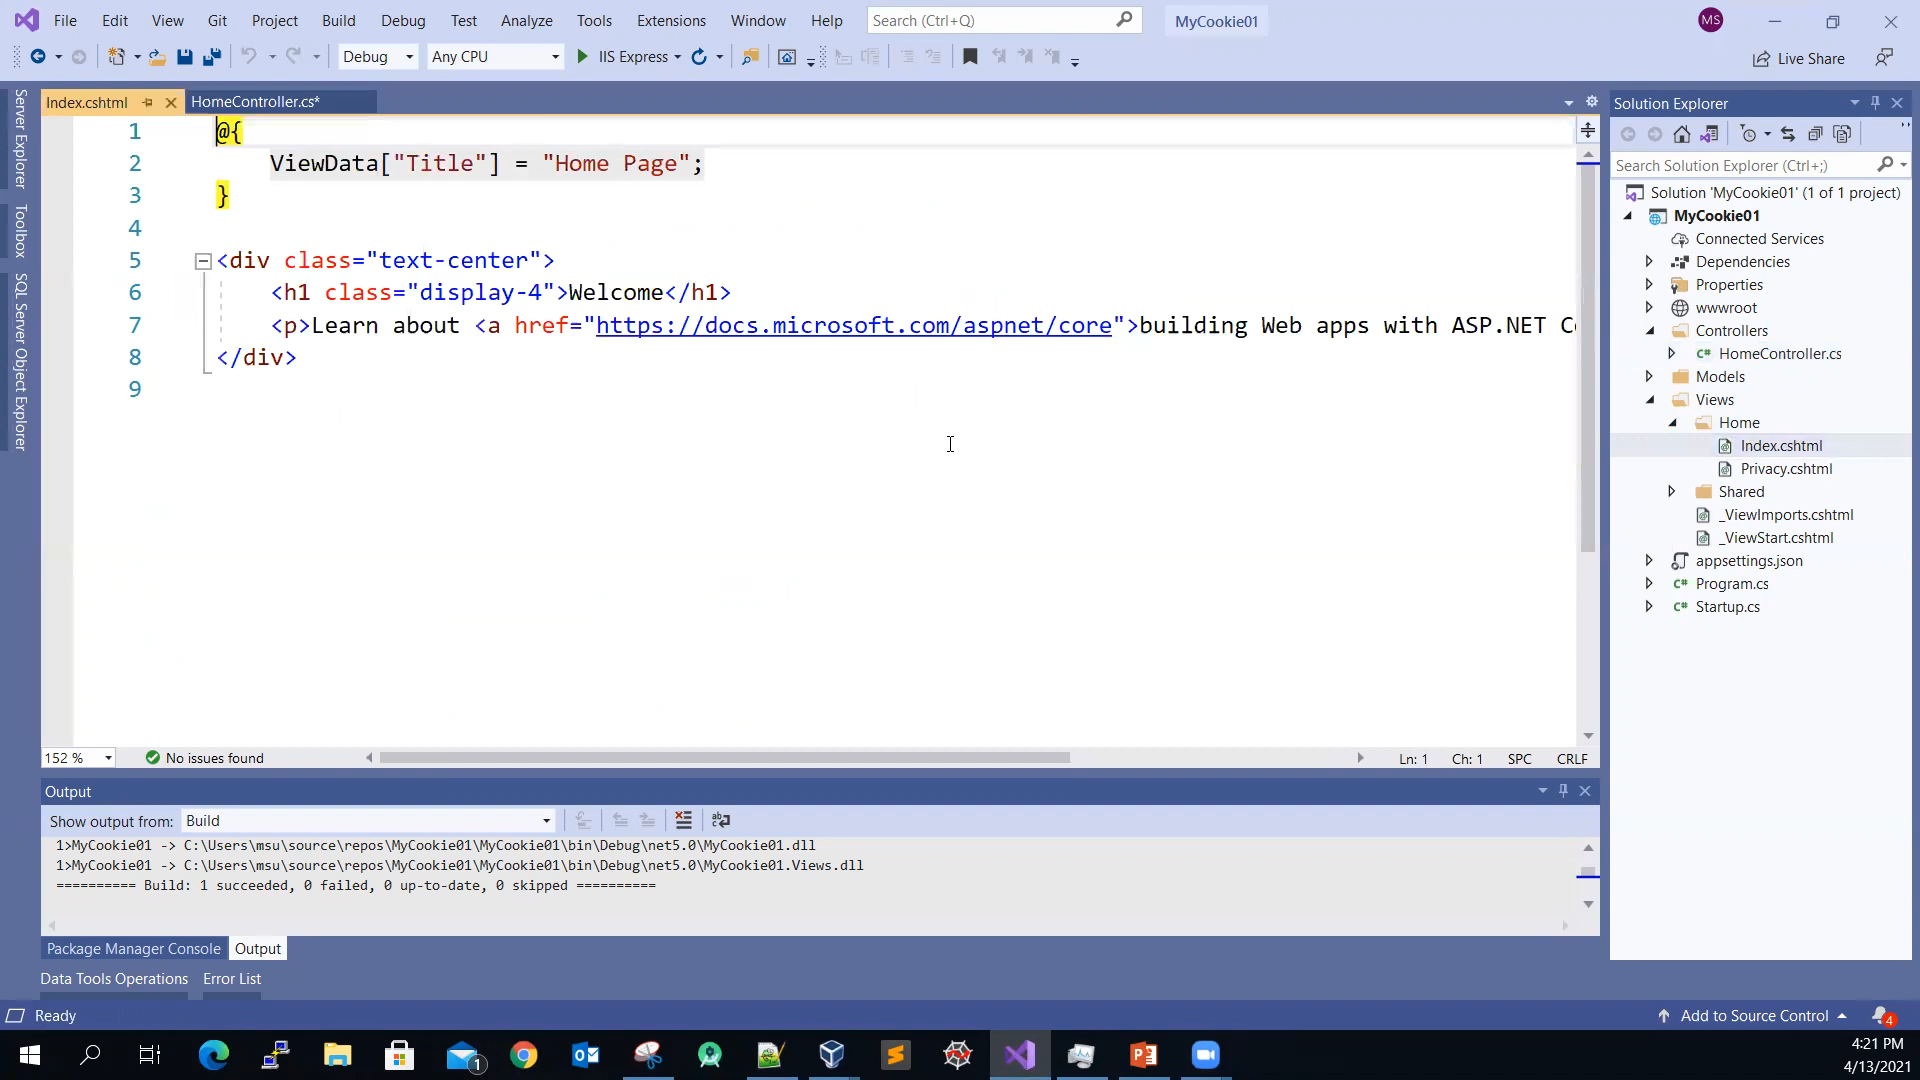 File Edit View Git Project Build Debug Test Analyze Tools Extensions Window Help Search (Ctrl+Q) MyCookie01 MS
Debug Any CPU IIS Express Live Share
Index.cshtml HomeController.cs*
1 @{
2 ViewData["Title"] = "Home Page";
3 }
4
5 <div class="text-center">
6 <h1 class="display-4">Welcome</h1>
7 <p>Learn about <a href="https://docs.microsoft.com/aspnet/core">building Web apps with ASP.NET C
8 </div>
9
152 % No issues found Ln: 1 Ch: 1 SPC CRLF
Server Explorer
Toolbox
SQL Server Object Explorer
Solution Explorer
Search Solution Explorer (Ctrl+;)
Solution 'MyCookie01' (1 of 1 project)
MyCookie01
Connected Services
Dependencies
Properties
wwwroot
Controllers
C# HomeController.cs
Models
Views
Home
Index.cshtml
Privacy.cshtml
Shared
_ViewImports.cshtml
_ViewStart.cshtml
appsettings.json
C# Program.cs
C# Startup.cs
Output
Show output from: Build
1>MyCookie01 -> C:\Users\msu\source\repos\MyCookie01\MyCookie01\bin\Debug\net5.0\MyCookie01.dll
1>MyCookie01 -> C:\Users\msu\source\repos\MyCookie01\MyCookie01\bin\Debug\net5.0\MyCookie01.Views.dll
========== Build: 1 succeeded, 0 failed, 0 up-to-date, 0 skipped ==========
Package Manager Console Output
Data Tools Operations Error List
Ready Add to Source Control 4
1
4:21 PM
4/13/2021